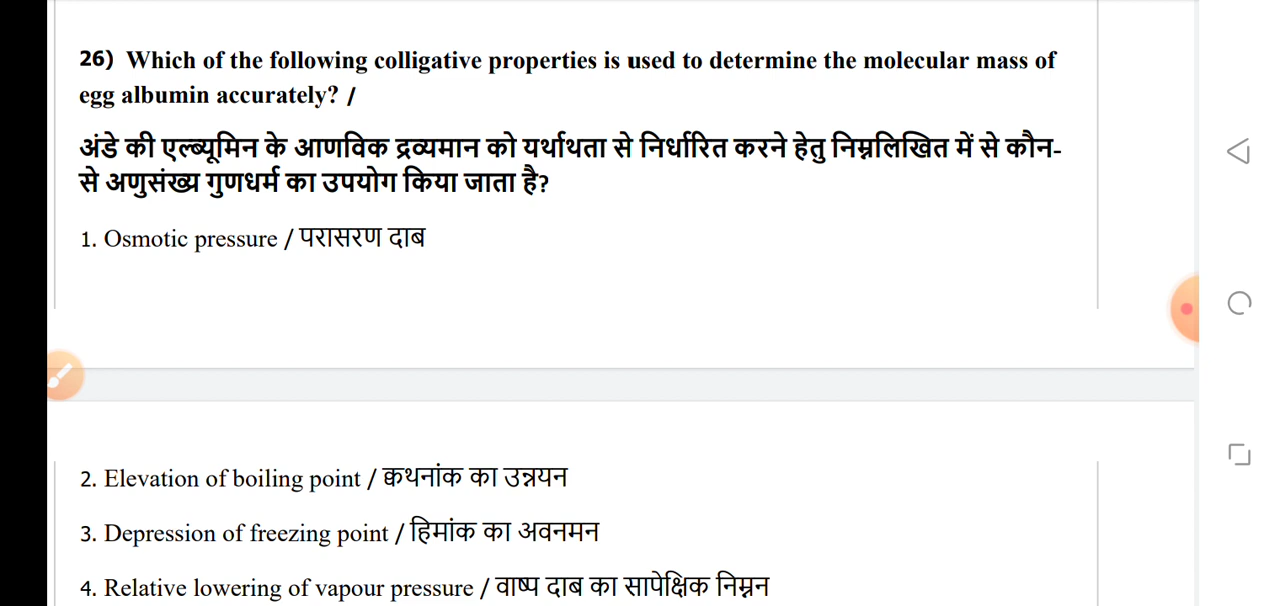 26) Which of the following colligative properties is used to determine the molecular mass of
egg albumin accurately? /
अंडे की एल्ब्यूमिन के आणविक द्रव्यमान को यर्थाथता से निर्धारित करने हेतु निम्नलिखित में से कौन-
से अणुसंख्य गुणधर्म का उपयोग किया जाता है?
1. Osmotic pressure / परासरण दाब
2. Elevation of boiling point / क्वथनांक का उन्नयन
3. Depression of freezing point / हिमांक का अवनमन
4. Relative lowering of vapour pressure / वाष्प दाब का सापेक्षिक निम्नन